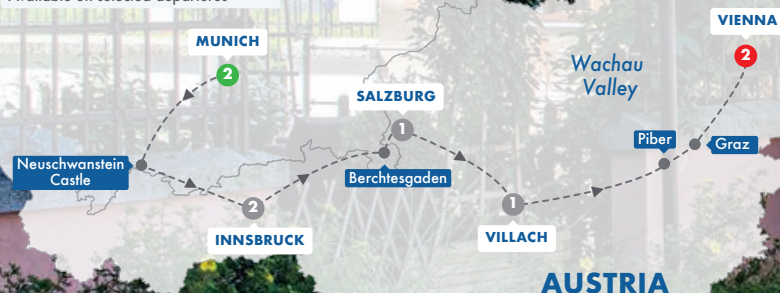 MUNICH
2
VIENNA
2
Wachau
Valley
SALZBURG
1
Piber
Graz
Neuschwanstein
Castle
Berchtesgaden
2
INNSBRUCK
1
VILLACH
AUSTRIA